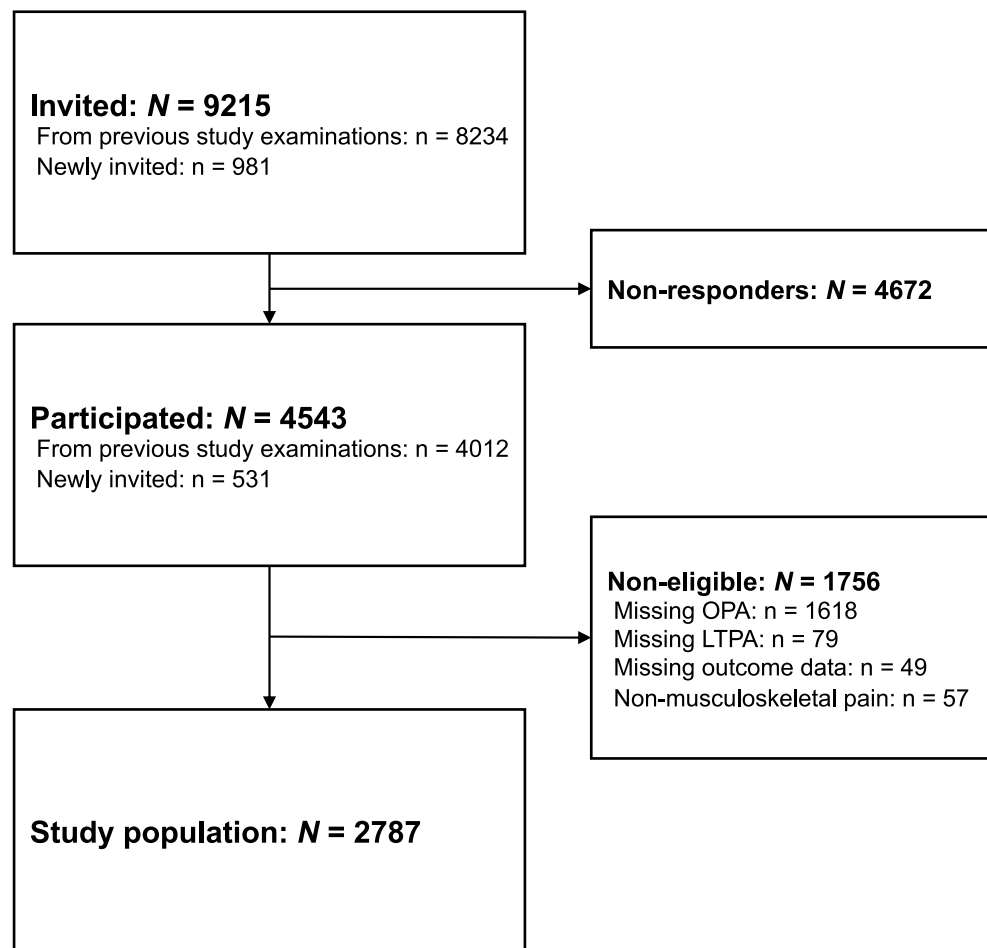 Invited: N = 9215
From previous study examinations: n = 8234
Newly invited: n = 981
Non-responders: N = 4672
Participated: N = 4543
From previous study examinations: n = 4012
Newly invited: n = 531
Non-eligible: N = 1756
Missing OPA: n = 1618
Missing LTPA: n = 79
Missing outcome data: n = 49
Non-musculoskeletal pain: n = 57
Study population: N = 2787